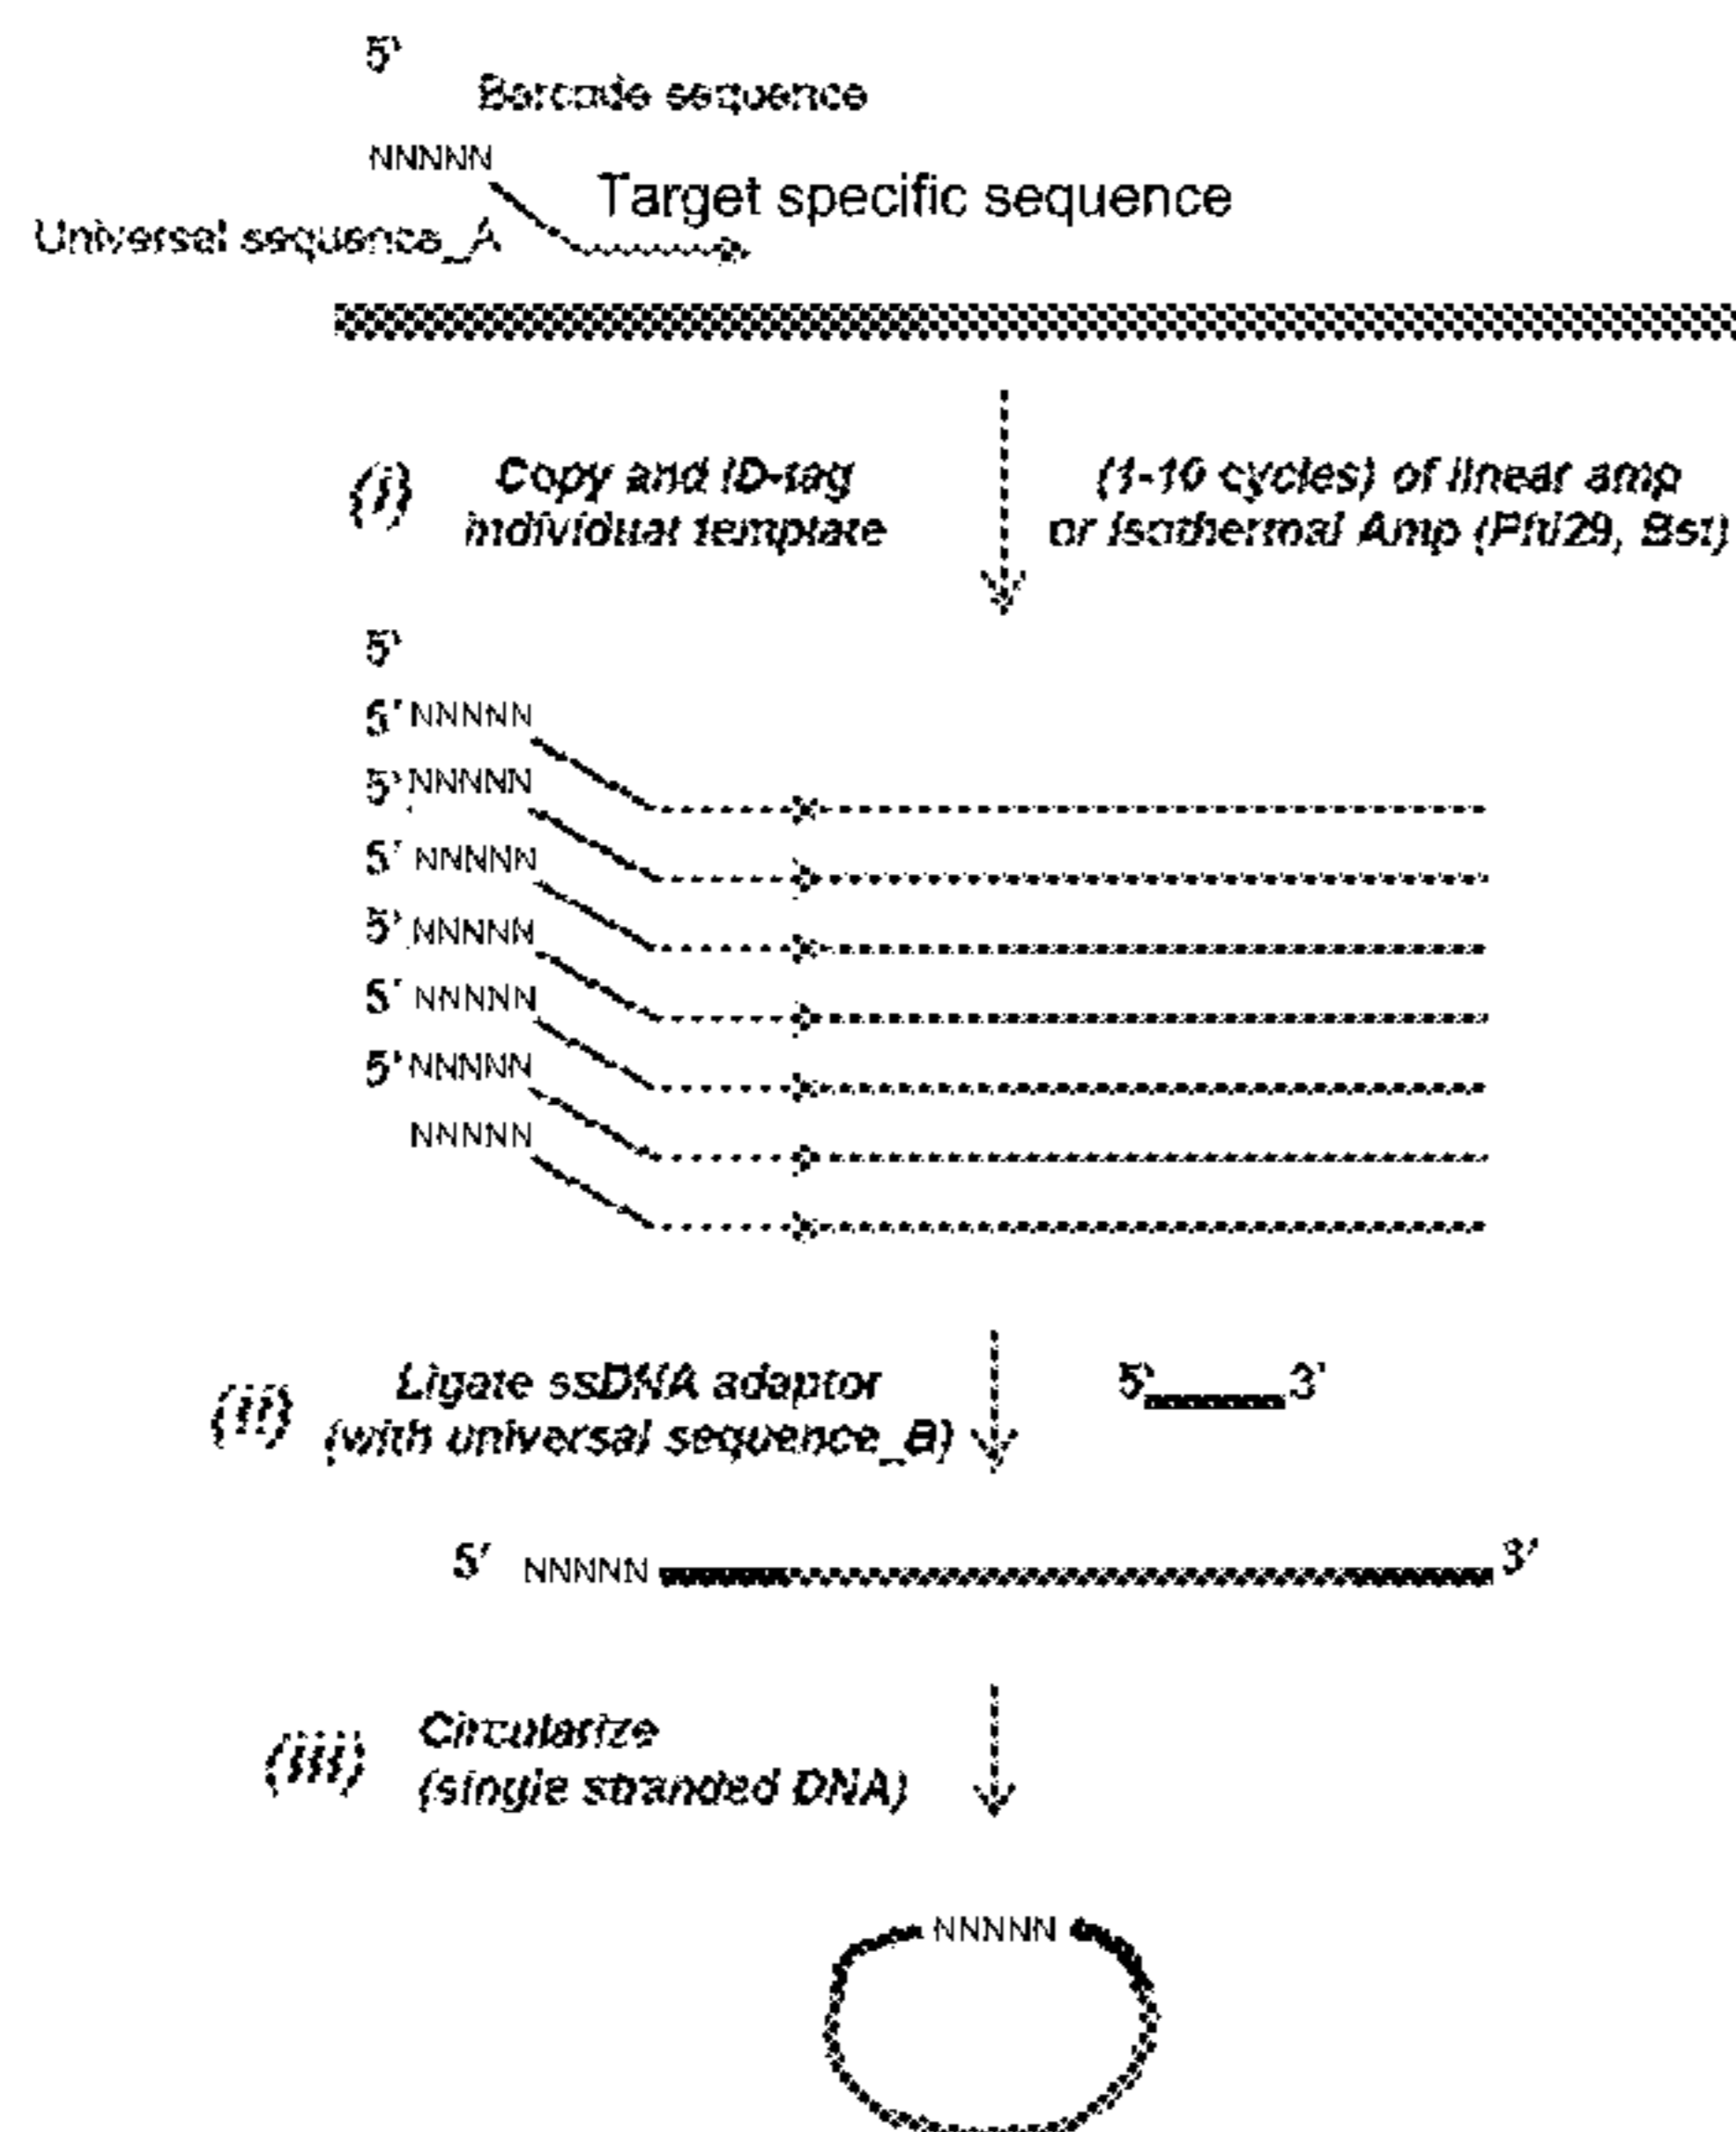 5'
Barcode sequence
NNNNN
Target specific sequence
Universal sequence_A
(i)
Copy and ID-tag
individual template
(1-10 cycles) of linear amp
or Isothermal Amp (Phi29, Bst)
5'
5' NNNNN
5' NNNNN
5' NNNNN
5' NNNNN
5' NNNNN
5' NNNNN
NNNNN
(ii)
Ligate ssDNA adaptor
(with universal sequence_B)
5' 3'
5' NNNNN 3'
(iii)
Circularize
(single stranded DNA)
NNNNN